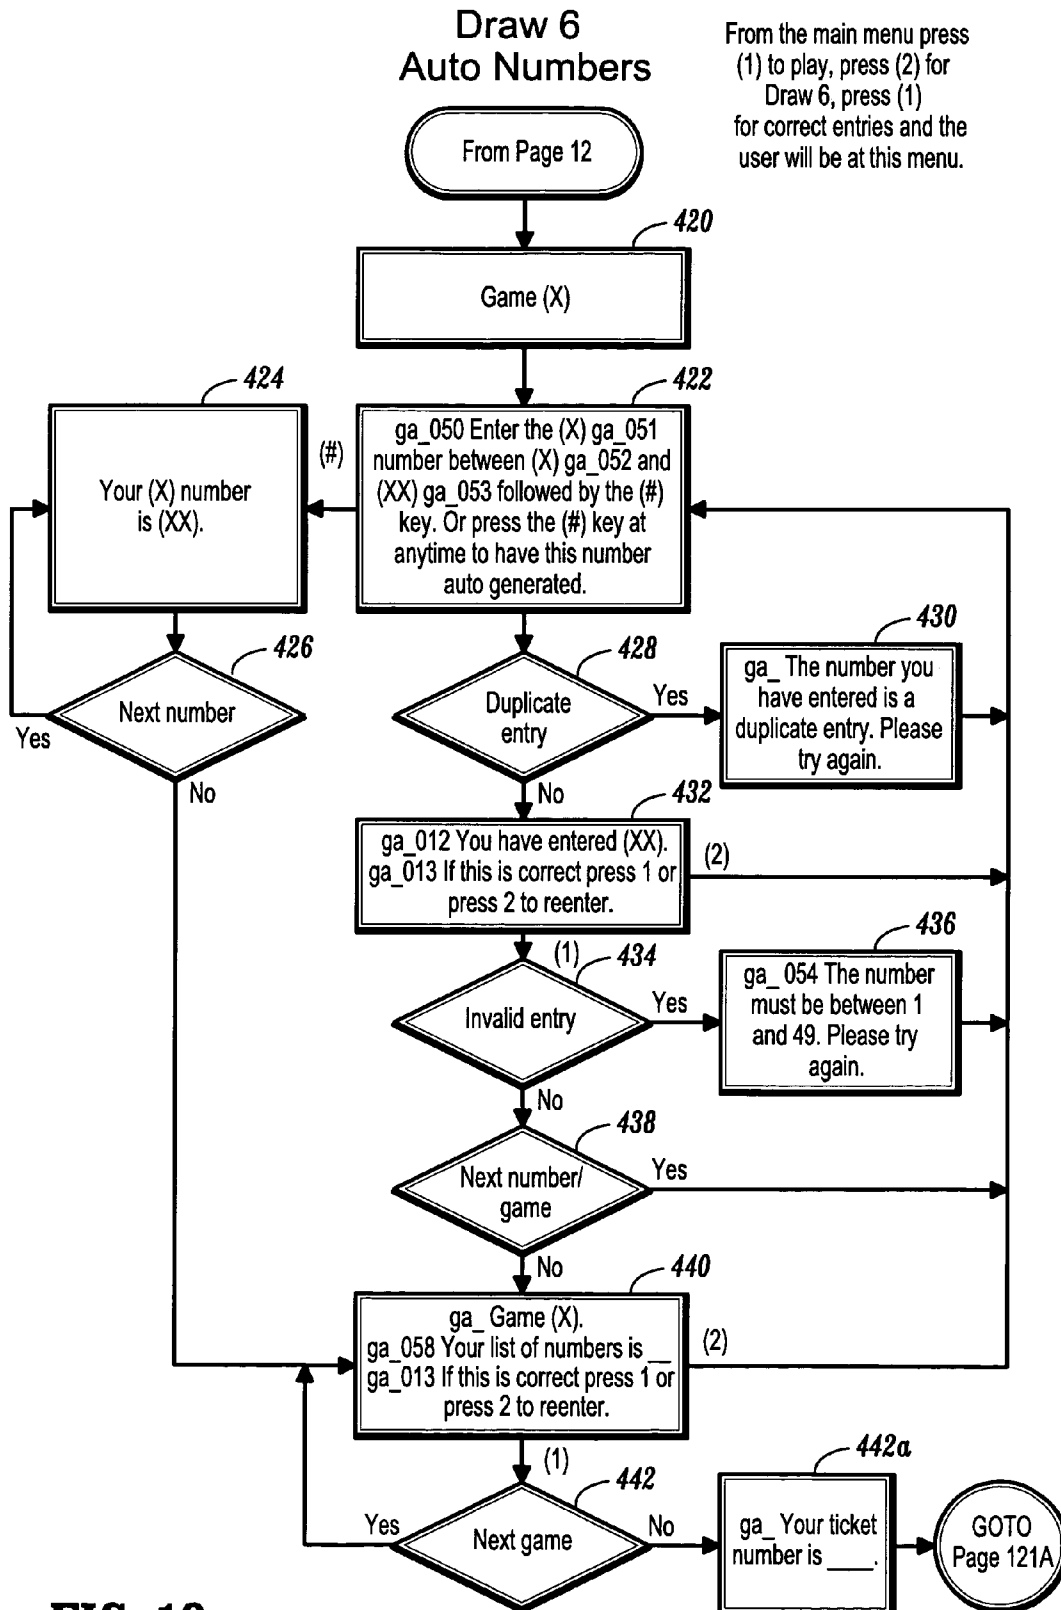 Draw 6
Auto Numbers
From the main menu press
(1) to play, press (2) for
Draw 6, press (1)
for correct entries and the
user will be at this menu.
From Page 12
420
Game (X)
424
422
Your (X) number
is (XX).
(#)
ga_050 Enter the (X) ga_051
number between (X) ga_052 and
(XX) ga_053 followed by the (#)
key. Or press the (#) key at
anytime to have this number
auto generated.
426
Next number
Yes
No
428
Duplicate
entry
Yes
No
430
ga_ The number you
have entered is a
duplicate entry. Please
try again.
432
ga_012 You have entered (XX).
ga_013 If this is correct press 1 or
press 2 to reenter.
(2)
(1)
434
Invalid entry
Yes
No
436
ga_ 054 The number
must be between 1
and 49. Please try
again.
438
Next number/
game
Yes
No
440
ga_ Game (X).
ga_058 Your list of numbers is __
ga_013 If this is correct press 1 or
press 2 to reenter.
(2)
(1)
442
Next game
Yes
No
442a
ga_ Your ticket
number is ____.
GOTO
Page 121A